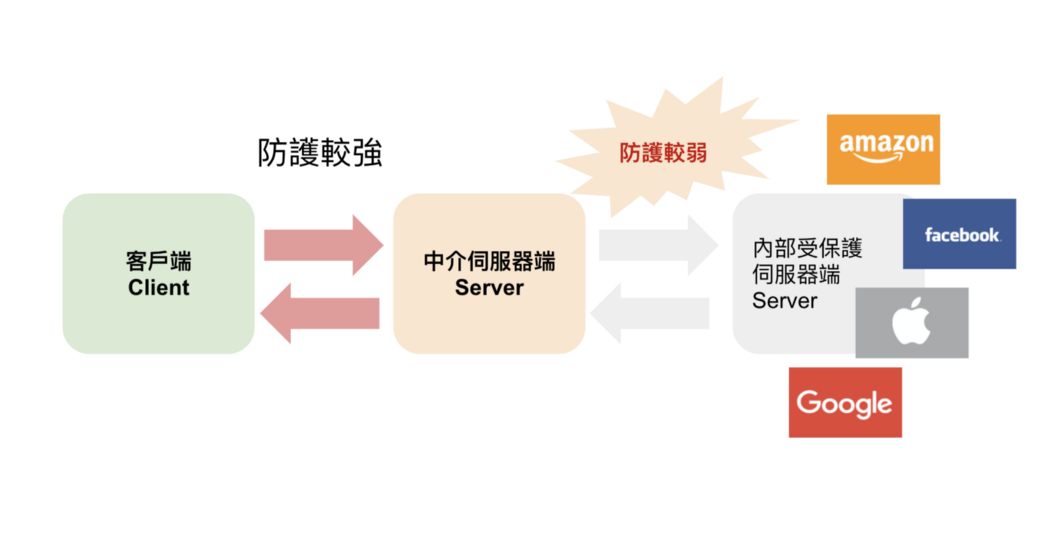 防護較強
防護較弱
客戶端
Client
中介伺服器端
Server
內部受保護
伺服器端
Server
amazon
facebook
Google